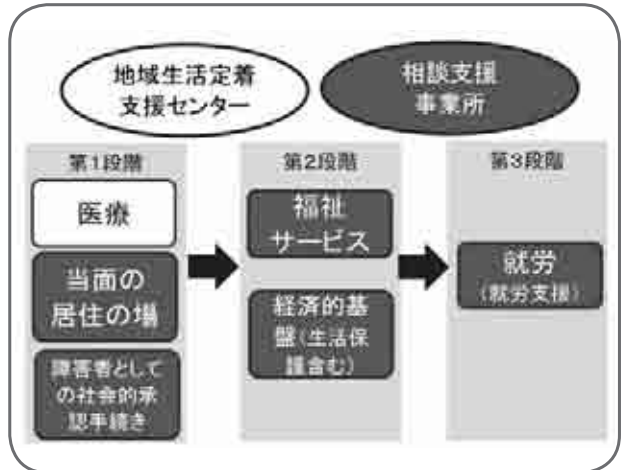 地域生活定着
支援センター
相談支援
事業所
第1段階
医療
当面の
居住の場
障害者として
の社会的承
認手続き
第2段階
福祉
サービス
経済的基
盤(生活保
護含む)
第3段階
就労
(就労支援)